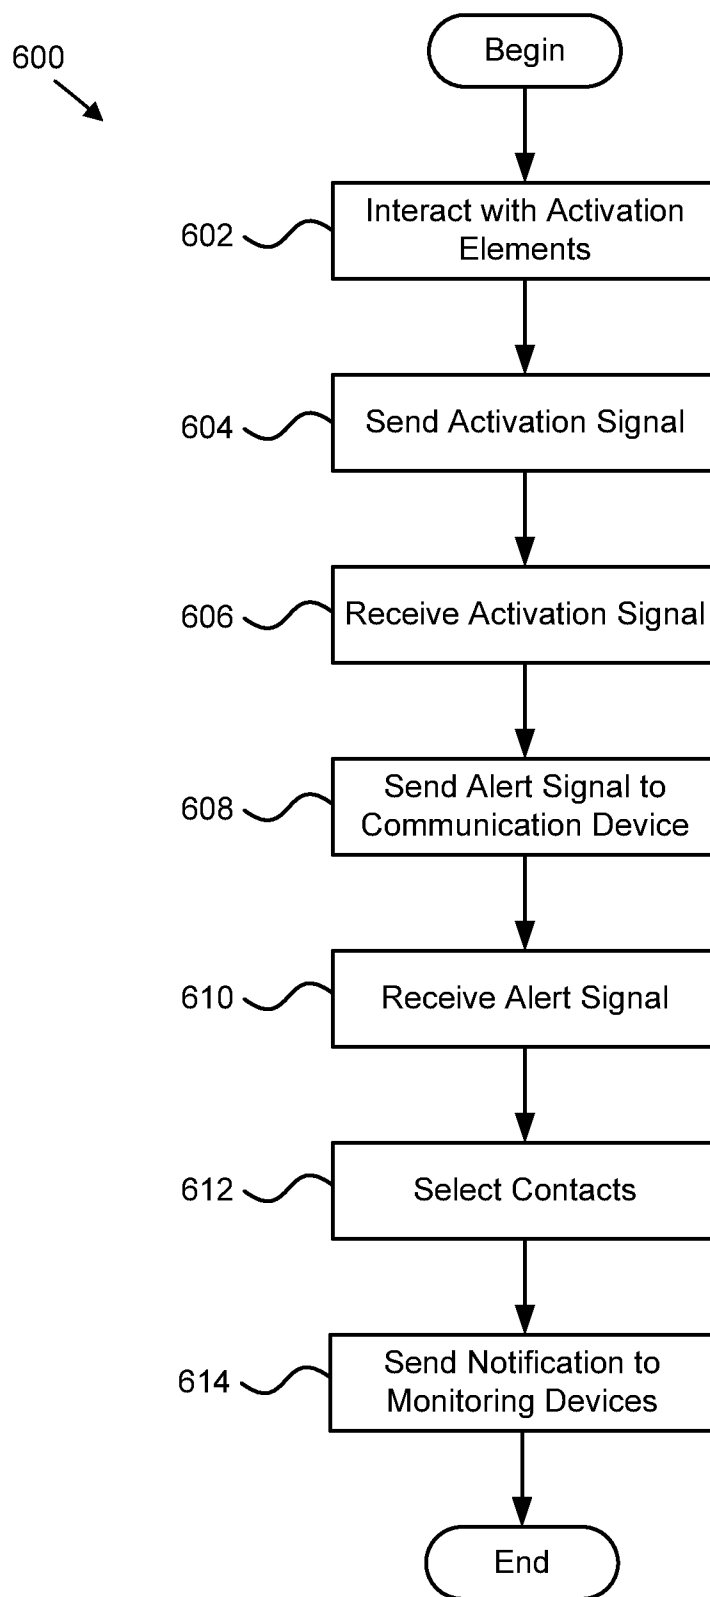 600
Begin
602
Interact with Activation
Elements
604
Send Activation Signal
606
Receive Activation Signal
608
Send Alert Signal to
Communication Device
610
Receive Alert Signal
612
Select Contacts
614
Send Notification to
Monitoring Devices
End